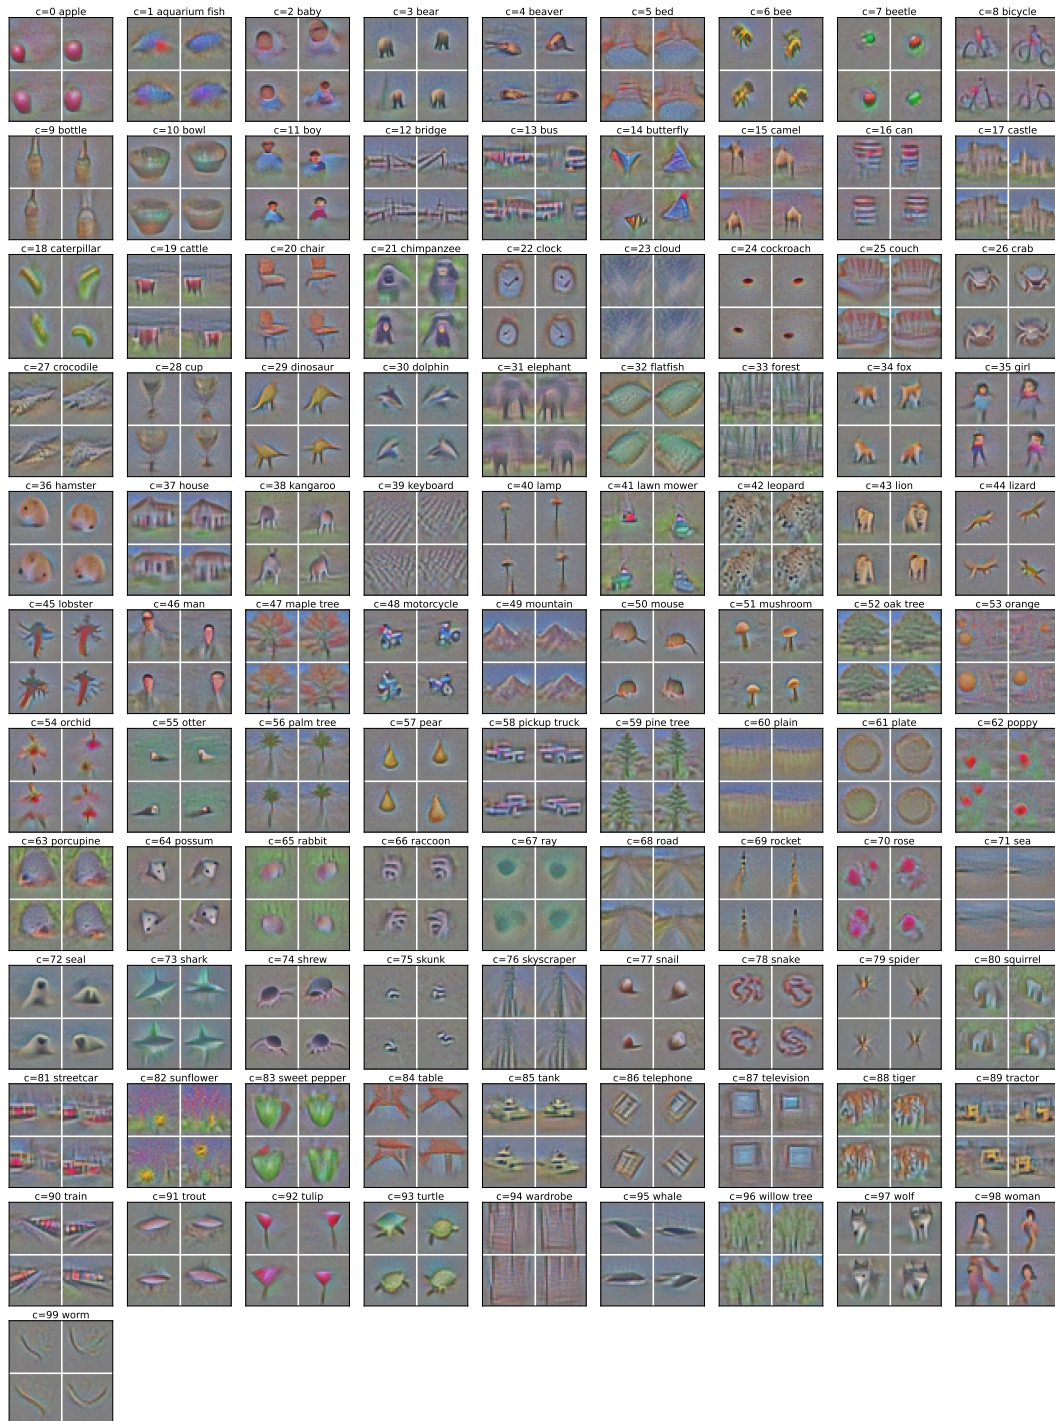 c=0 apple c=1 aquarium fish c=2 baby c=3 bear c=4 beaver c=5 bed c=6 bee c=7 beetle c=8 bicycle
c=9 bottle c=10 bowl c=11 boy c=12 bridge c=13 bus c=14 butterfly c=15 camel c=16 can c=17 castle
c=18 caterpillar c=19 cattle c=20 chair c=21 chimpanzee c=22 clock c=23 cloud c=24 cockroach c=25 couch c=26 crab
c=27 crocodile c=28 cup c=29 dinosaur c=30 dolphin c=31 elephant c=32 flatfish c=33 forest c=34 fox c=35 girl
c=36 hamster c=37 house c=38 kangaroo c=39 keyboard c=40 lamp c=41 lawn mower c=42 leopard c=43 lion c=44 lizard
c=45 lobster c=46 man c=47 maple tree c=48 motorcycle c=49 mountain c=50 mouse c=51 mushroom c=52 oak tree c=53 orange
c=54 orchid c=55 otter c=56 palm tree c=57 pear c=58 pickup truck c=59 pine tree c=60 plain c=61 plate c=62 poppy
c=63 porcupine c=64 possum c=65 rabbit c=66 raccoon c=67 ray c=68 road c=69 rocket c=70 rose c=71 sea
c=72 seal c=73 shark c=74 shrew c=75 skunk c=76 skyscraper c=77 snail c=78 snake c=79 spider c=80 squirrel
c=81 streetcar c=82 sunflower c=83 sweet pepper c=84 table c=85 tank c=86 telephone c=87 television c=88 tiger c=89 tractor
c=90 train c=91 trout c=92 tulip c=93 turtle c=94 wardrobe c=95 whale c=96 willow tree c=97 wolf c=98 woman
c=99 worm